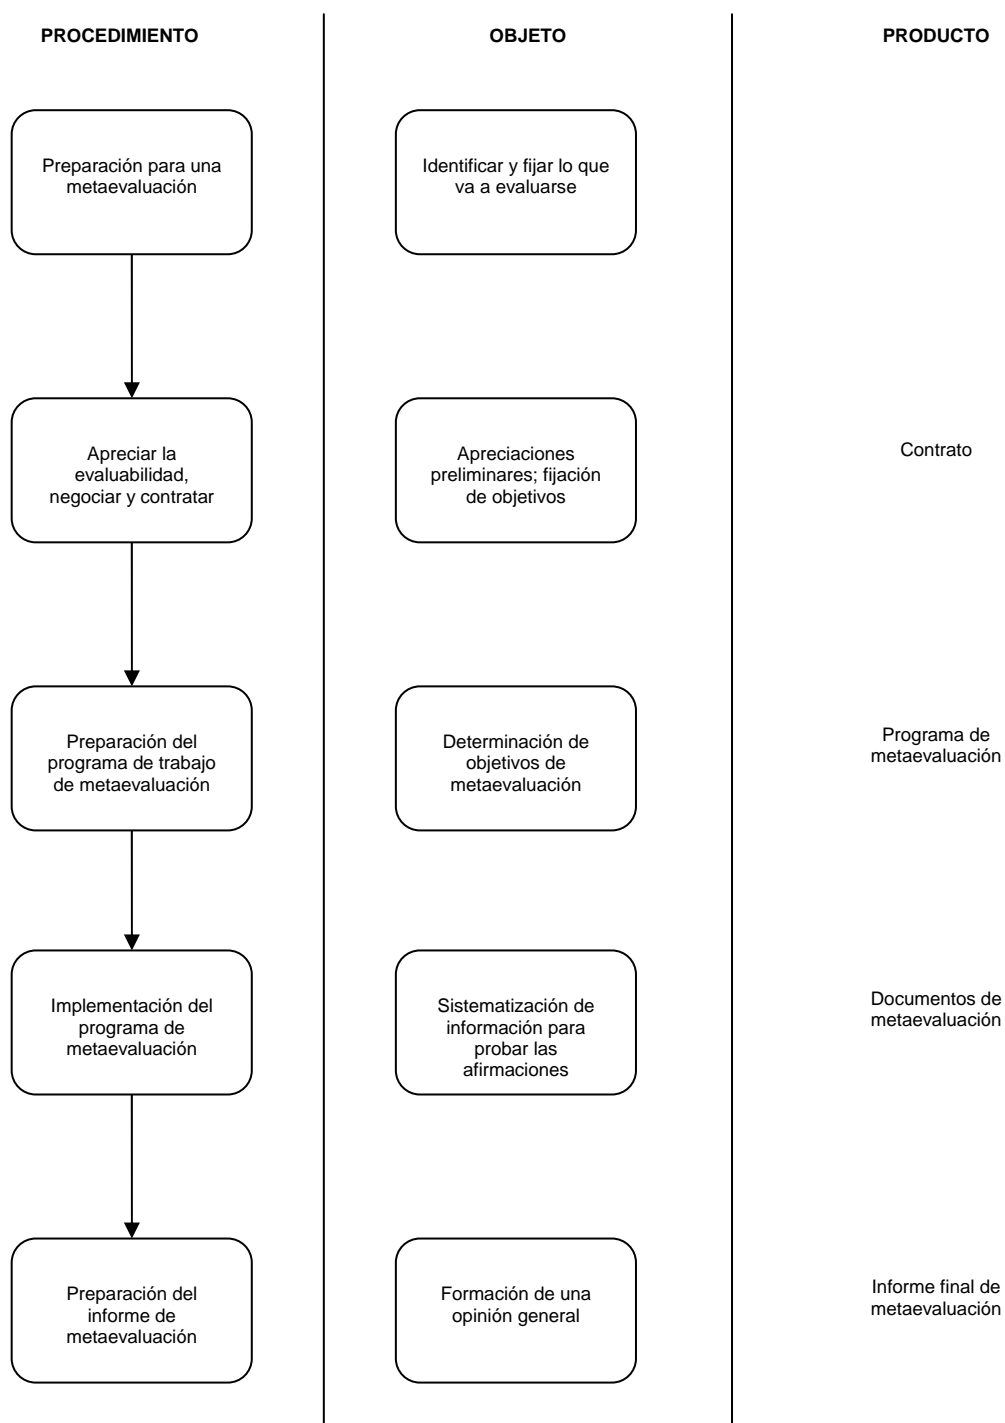 PROCEDIMIENTO
OBJETO
PRODUCTO
Preparación para una
metaevaluación
Identificar y fijar lo que
va a evaluarse
Apreciar la
evaluabilidad,
negociar y contratar
Apreciaciones
preliminares; fijación
de objetivos
Contrato
Preparación del
programa de trabajo
de metaevaluación
Determinación de
objetivos de
metaevaluación
Programa de
metaevaluación
Implementación del
programa de
metaevaluación
Sistematización de
información para
probar las
afirmaciones
Documentos de
metaevaluación
Preparación del
informe de
metaevaluación
Formación de una
opinión general
Informe final de
metaevaluación